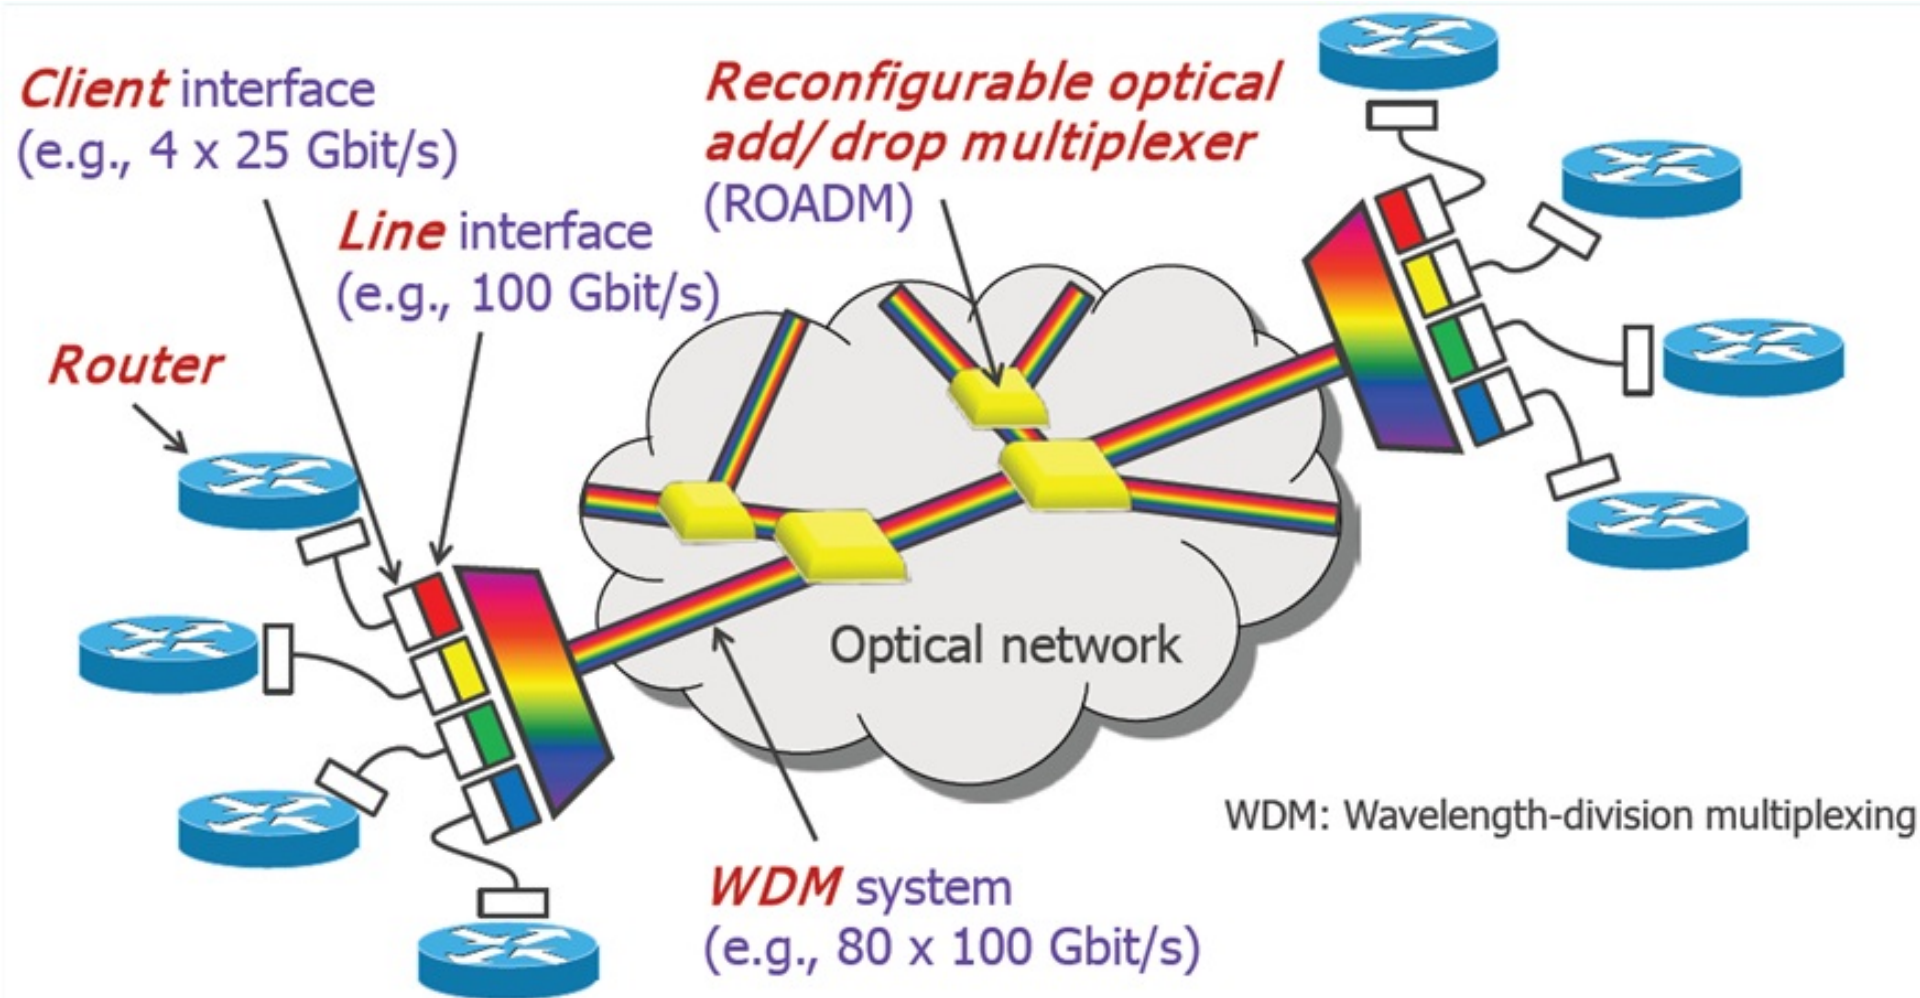 Client interface
(e.g., 4 x 25 Gbit/s)
Line interface
(e.g., 100 Gbit/s)
Router
Reconfigurable optical
add/drop multiplexer
(ROADM)
Optical network
WDM: Wavelength-division multiplexing
WDM system
(e.g., 80 x 100 Gbit/s)